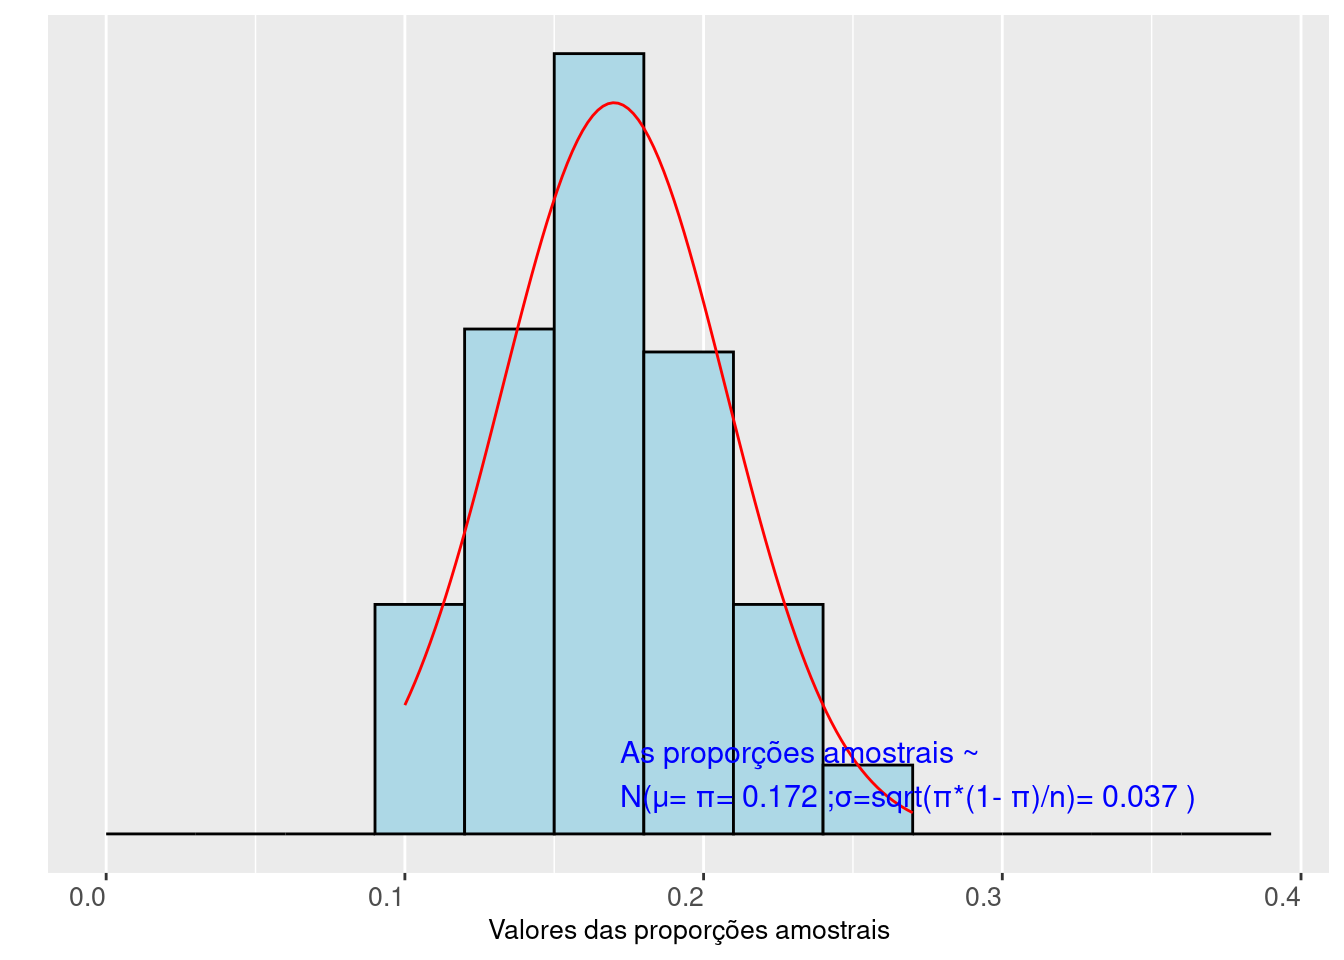 As proporções amostrais ~
N(μ= π= 0.172 ;σ=sqrt(π*(1- π)/n)= 0.037 )
0.0 0.1 0.2 0.3 0.4
Valores das proporções amostrais